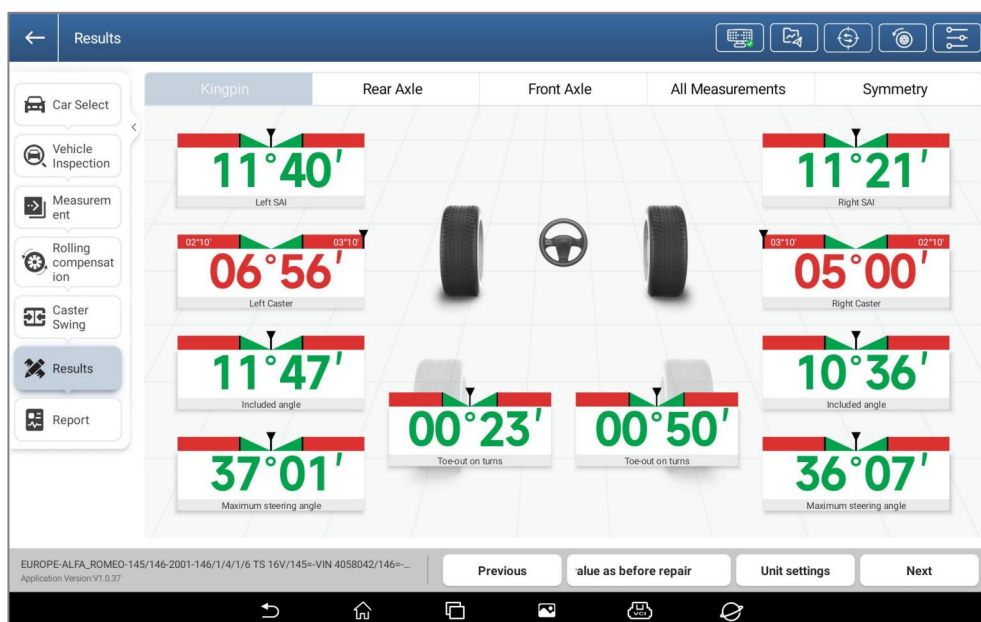 Results
Kingpin
Rear Axle
Front Axle
All Measurements
Symmetry
Car Select
Vehicle
Inspection
Measurem
ent
Rolling
compensat
ion
Caster
Swing
Results
Report
11°40'
Left SAI
11°21'
Right SAI
02°10'
03°10'
06°56'
Left Caster
03°10'
02°10'
05°00'
Right Caster
11°47'
Included angle
10°36'
Included angle
00°23'
Toe-out on turns
00°50'
Toe-out on turns
37°01'
Maximum steering angle
36°07'
Maximum steering angle
EUROPE-ALFA_ROMEO-145/146-2001-146/1/4/1/6 TS 16V/145=-VIN 4058042/146=-...
Application Version:V1.0.37
Previous
alue as before repair
Unit settings
Next
VCI